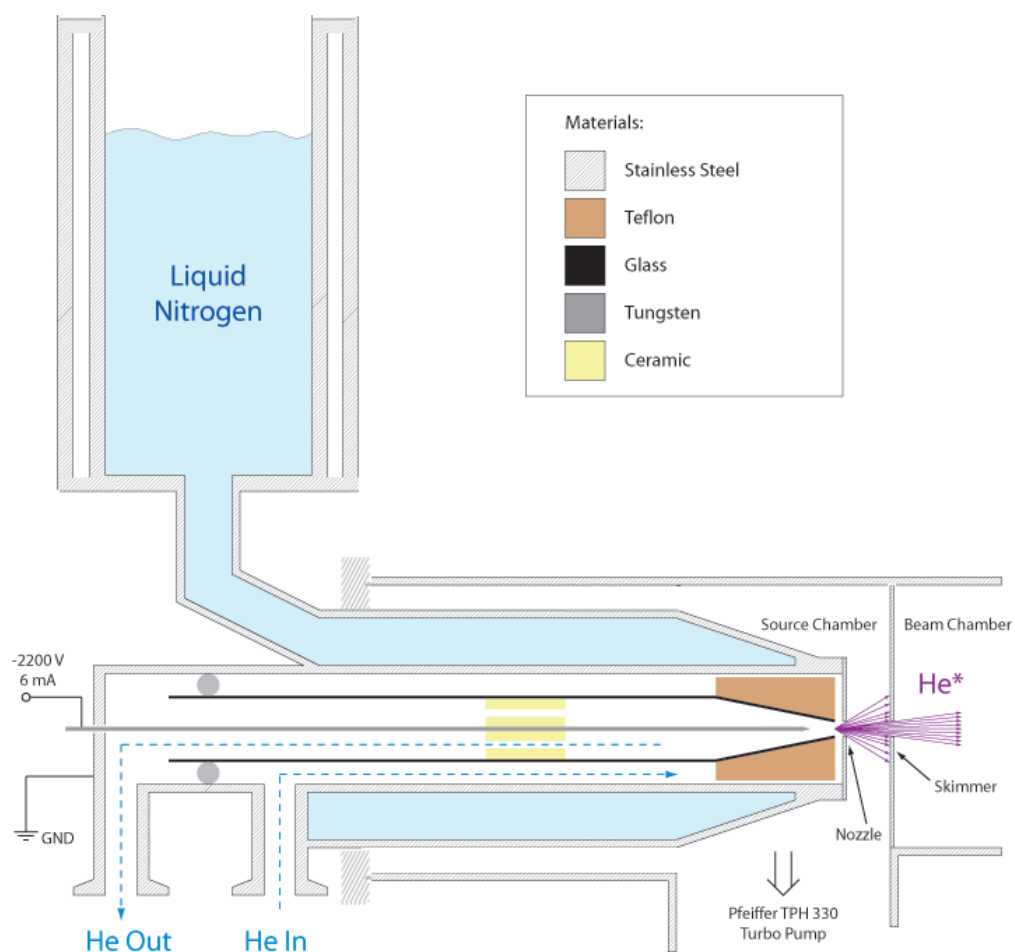 Materials:
Stainless Steel
Teflon
Glass
Tungsten
Ceramic
Liquid
Nitrogen
Source Chamber
Beam Chamber
-2200 V
6 mA
He*
Skimmer
GND
Nozzle
Pfeiffer TPH 330
Turbo Pump
He Out
He In